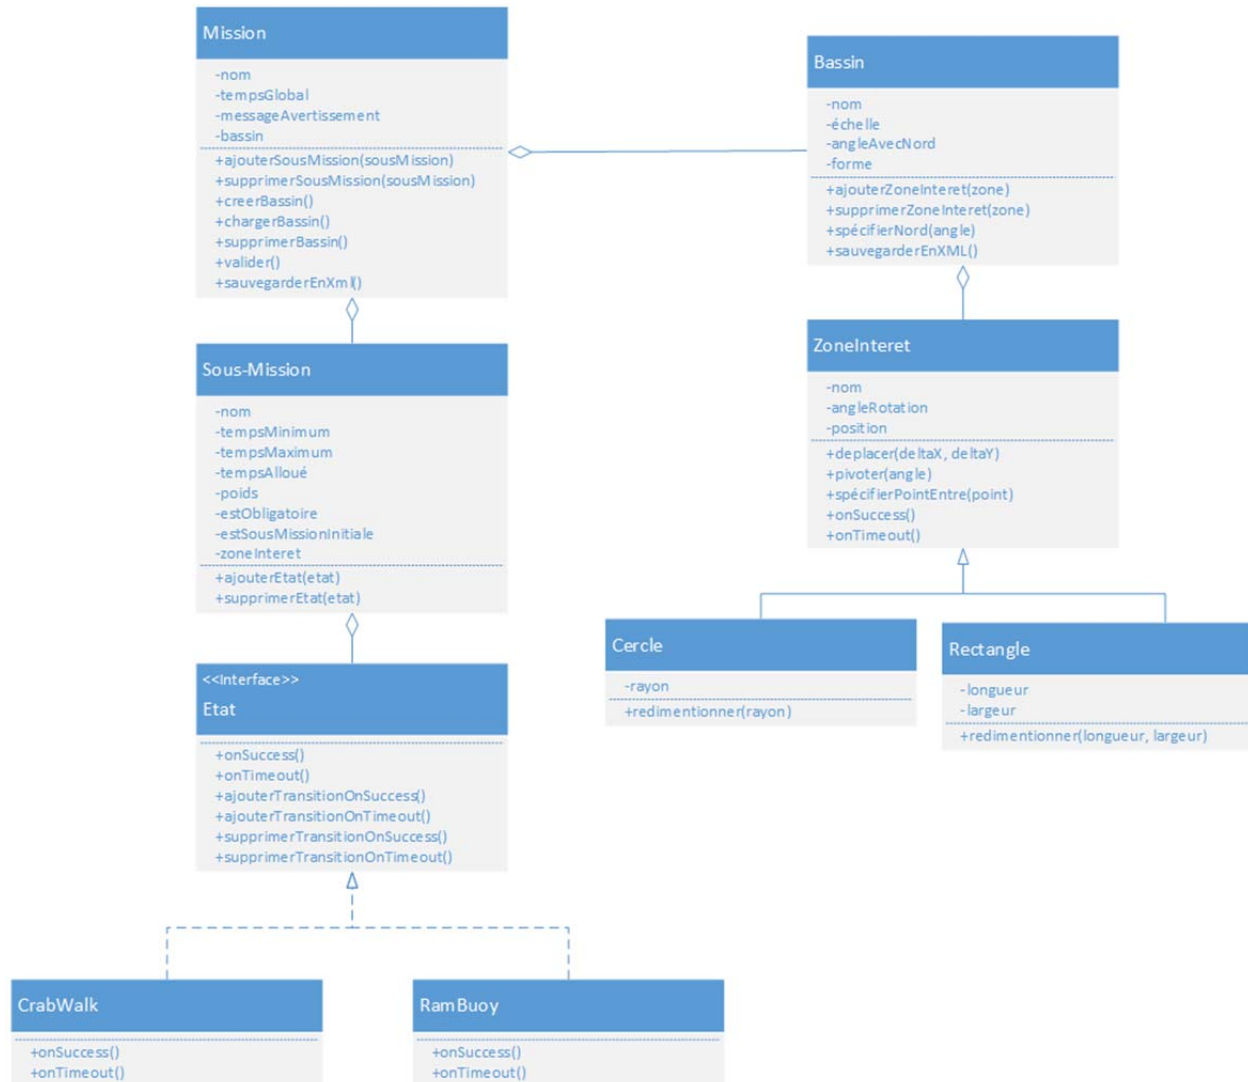 Mission
-nom
-tempsGlobal
-messageAvertissement
-bassin
+ajouterSousMission(sousMission)
+supprimerSousMission(sousMission)
+creerBassin()
+chargerBassin()
+supprimerBassin()
+valider()
+sauvegarderEnXml()
Bassin
-nom
-échelle
-angleAvecNord
-forme
+ajouterZoneInteret(zone)
+supprimerZoneInteret(zone)
+spécifierNord(angle)
+sauvegarderEnXML()
Sous-Mission
-nom
-tempsMinimum
-tempsMaximum
-tempsAlloué
-poids
-estObligatoire
-estSousMissionInitiale
-zoneInteret
+ajouterEtat(etat)
+supprimerEtat(etat)
ZoneInteret
-nom
-angleRotation
-position
+deplacer(deltaX, deltaY)
+pivoter(angle)
+spécifierPointEntre(point)
+onSuccess()
+onTimeout()
Cercle
-rayon
+redimentionner(rayon)
Rectangle
-longueur
-largeur
+redimentionner(longueur, largeur)
<<Interface>>
Etat
+onSuccess()
+onTimeout()
+ajouterTransitionOnSuccess()
+ajouterTransitionOnTimeout()
+supprimerTransitionOnSuccess()
+supprimerTransitionOnTimeout()
CrabWalk
+onSuccess()
+onTimeout()
RamBuoy
+onSuccess()
+onTimeout()